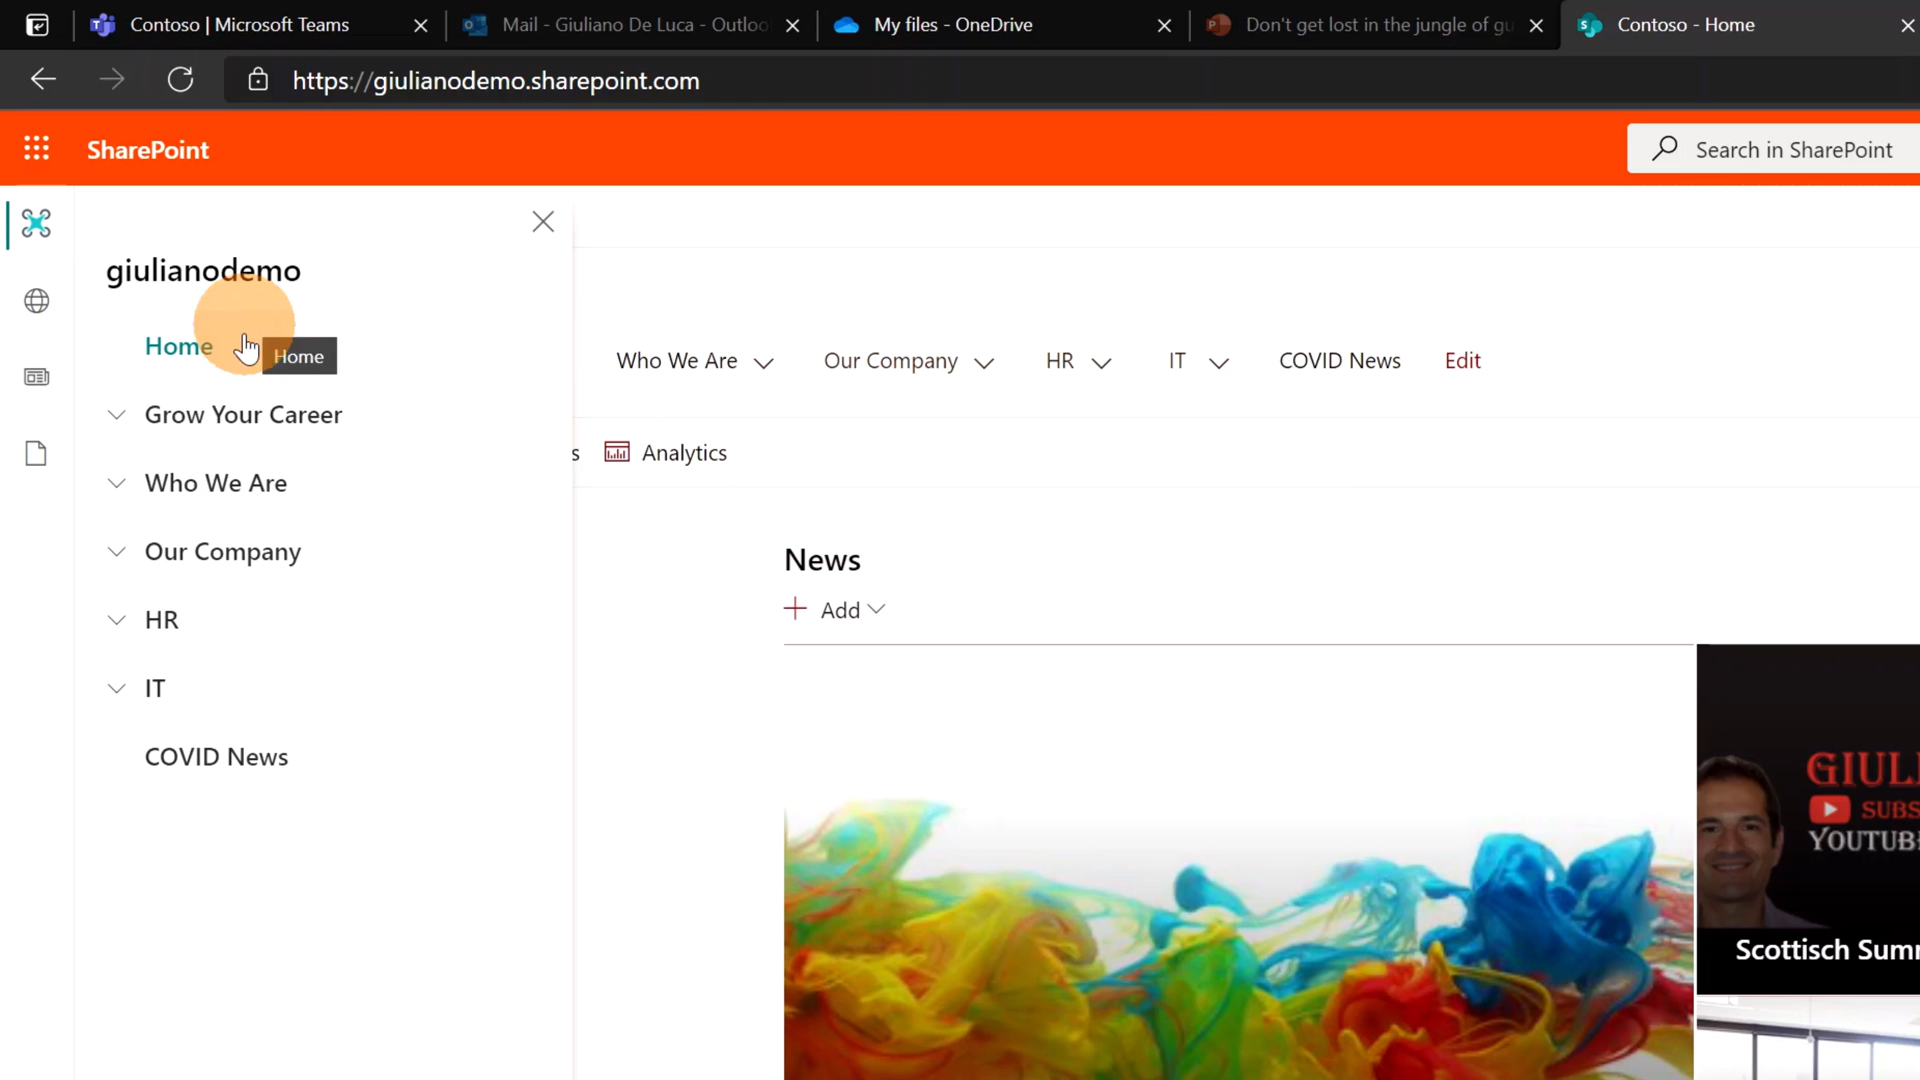 Contoso | Microsoft Teams
Mail - Giuliano De Luca - Outloo
My files - OneDrive
Don't get lost in the jungle of gu
Contoso - Home
https://giulianodemo.sharepoint.com
SharePoint
Search in SharePoint
giulianodemo
Home
Home
Grow Your Career
Who We Are
Our Company
HR
IT
COVID News
Who We Are
Our Company
HR
IT
COVID News
Edit
s
Analytics
News
Add
GIUL
SUBS
YOUTUB
Scottisch Sum